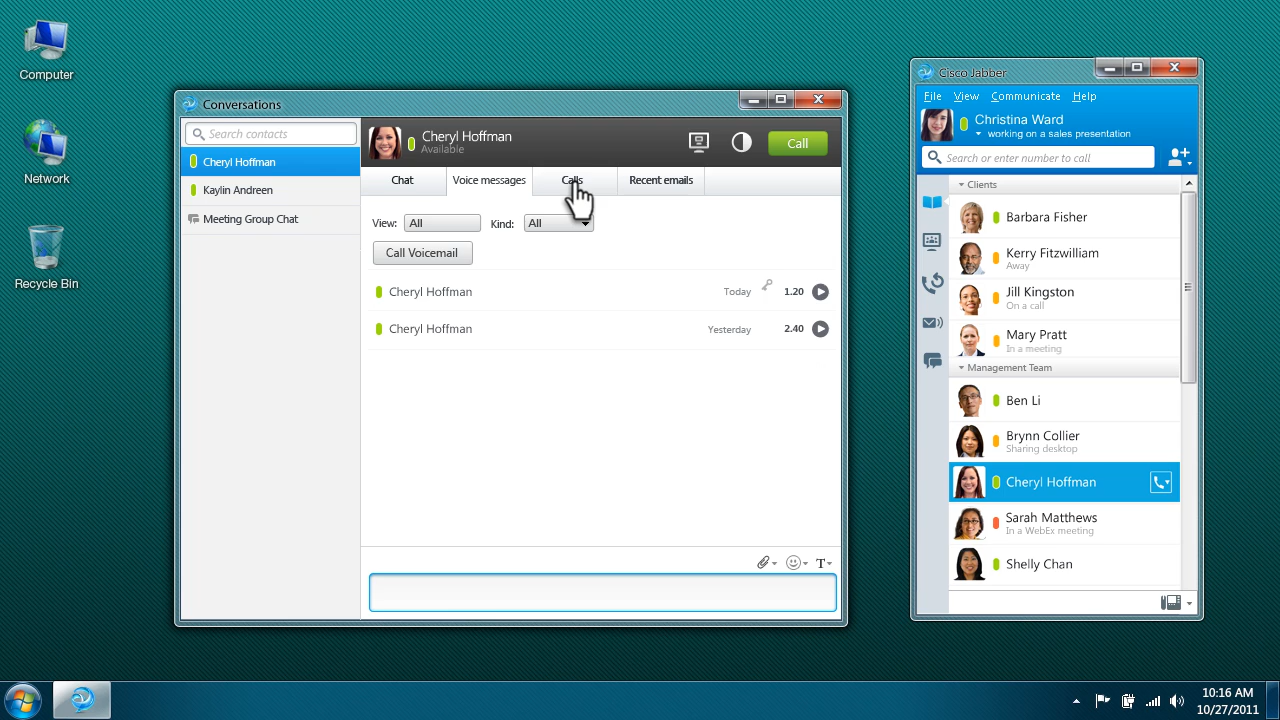 Computer
Network
Recycle Bin
Conversations
Search contacts
Cheryl Hoffman
Kaylin Andreen
Meeting Group Chat
Cheryl Hoffman
Available
Call
Chat
Voice messages
Calls
Recent emails
View: All
Kind: All
Call Voicemail
Cheryl Hoffman Today 1.20
Cheryl Hoffman Yesterday 2.40
T
Cisco Jabber
File View Communicate Help
Christina Ward
working on a sales presentation
Search or enter number to call
Clients
Barbara Fisher
Kerry Fitzwilliam
Away
Jill Kingston
On a call
Mary Pratt
In a meeting
Management Team
Ben Li
Brynn Collier
Sharing desktop
Cheryl Hoffman
Sarah Matthews
In a WebEx meeting
Shelly Chan
10:16 AM
10/27/2011